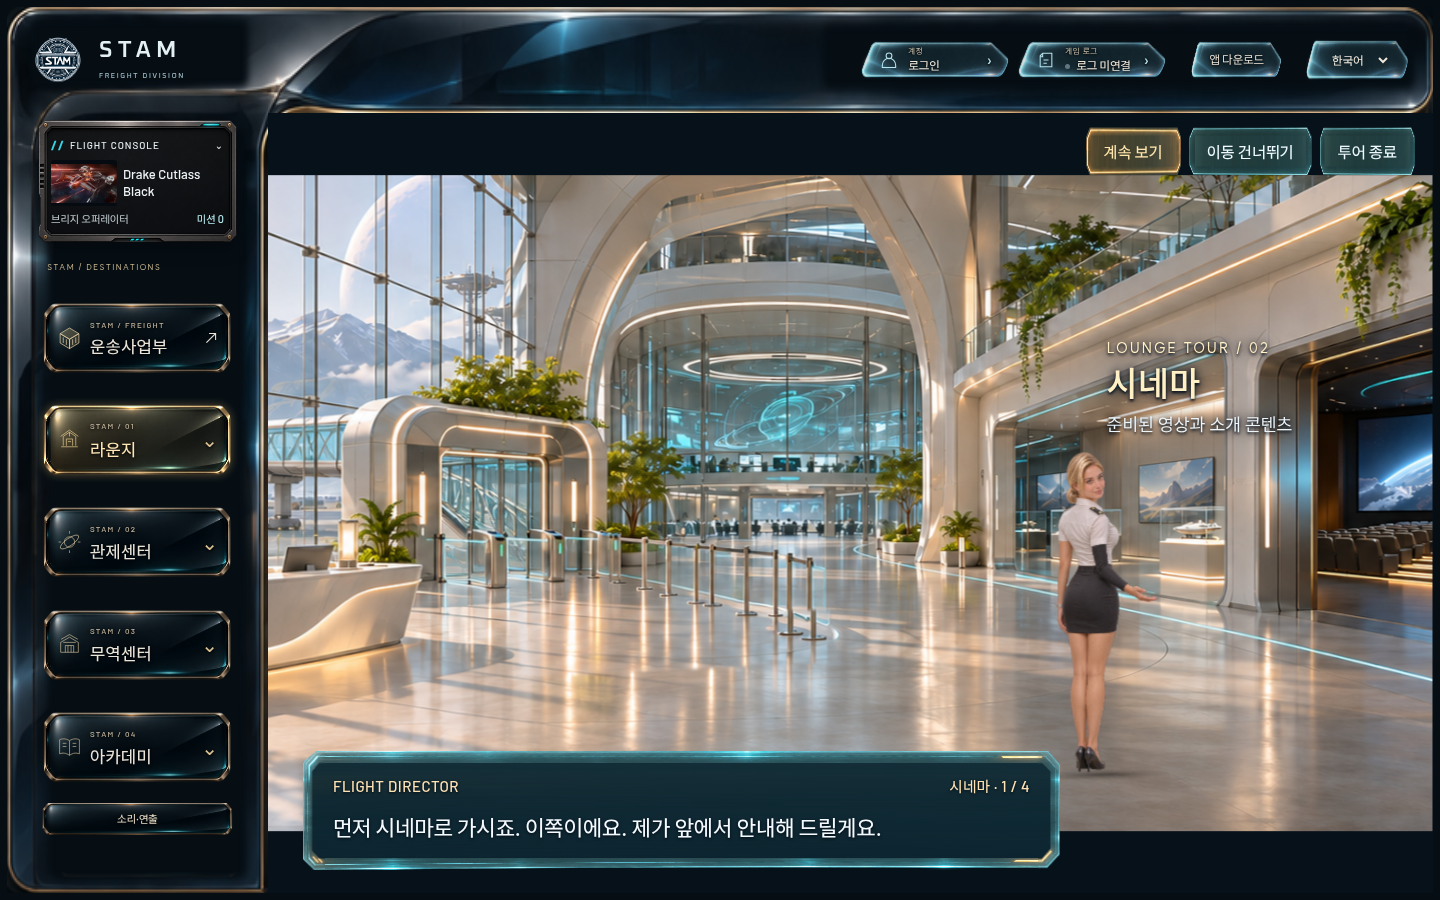 STAM
STAM
FREIGHT DIVISION
계정
로그인
게임 로그
로그 미연결
앱 다운로드
한국어
// FLIGHT CONSOLE
Drake Cutlass
Black
브리지 오퍼레이터
미션 0
STAM / DESTINATIONS
STAM / FREIGHT
운송사업부
STAM / 01
라운지
STAM / 02
관제센터
STAM / 03
무역센터
STAM / 04
아카데미
소리·연출
계속 보기
이동 건너뛰기
투어 종료
LOUNGE TOUR / 02
시네마
준비된 영상과 소개 콘텐츠
FLIGHT DIRECTOR
시네마 · 1 / 4
먼저 시네마로 가시죠. 이쪽이에요. 제가 앞에서 안내해 드릴게요.